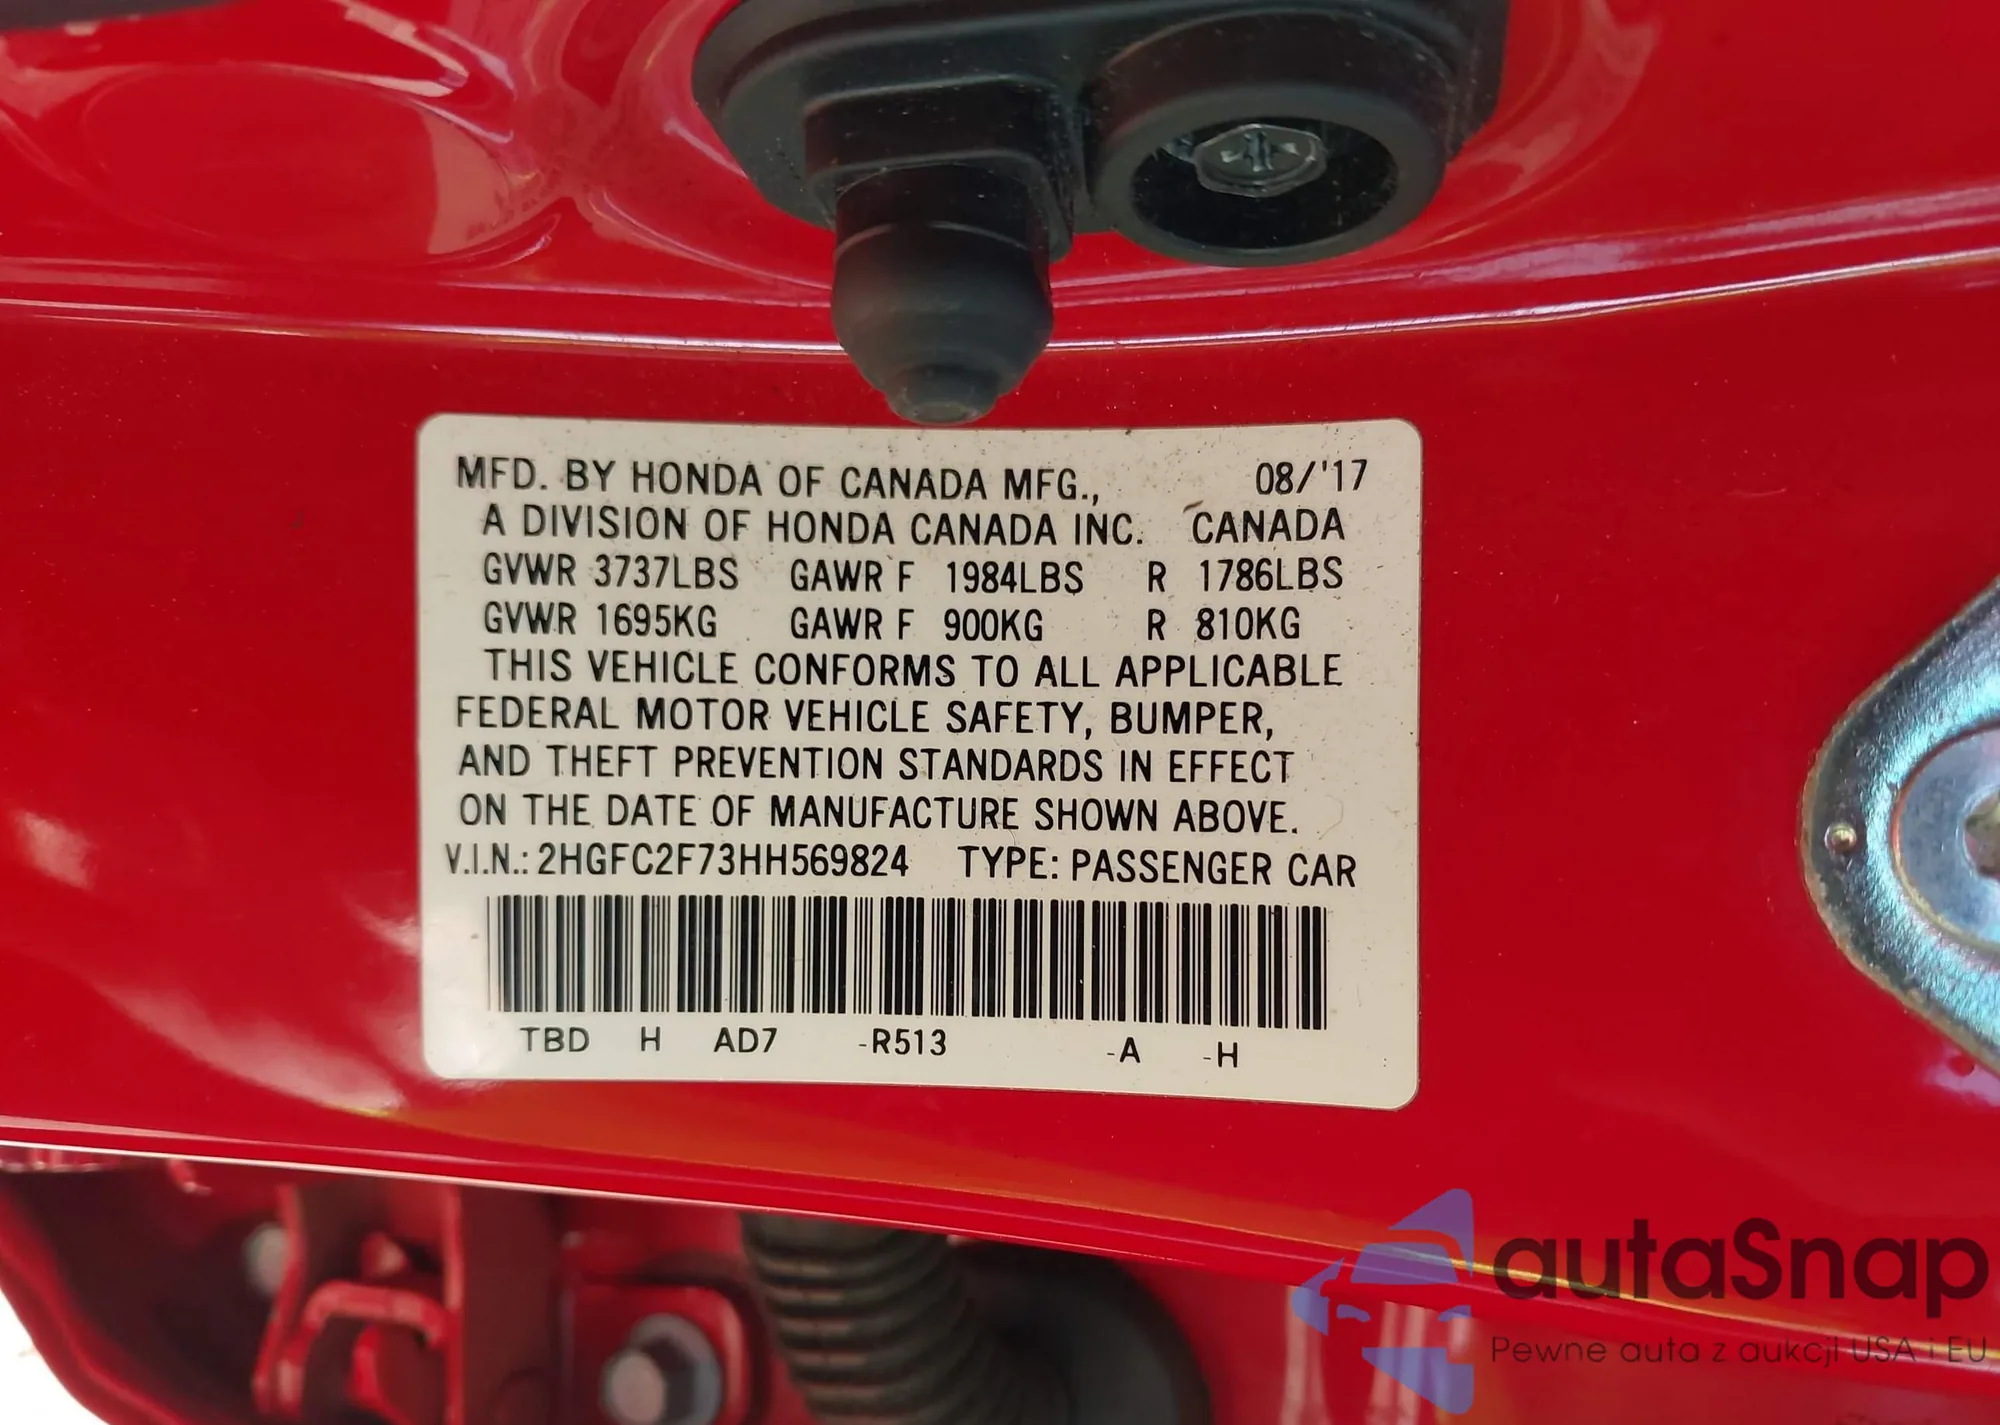 MFD. BY HONDA OF CANADA MFG., 08/'17
A DIVISION OF HONDA CANADA INC. CANADA
GVWR 3737LBS GAWR F 1984LBS R 1786LBS
GVWR 1695KG GAWR F 900KG R 810KG
THIS VEHICLE CONFORMS TO ALL APPLICABLE
FEDERAL MOTOR VEHICLE SAFETY, BUMPER,
AND THEFT PREVENTION STANDARDS IN EFFECT
ON THE DATE OF MANUFACTURE SHOWN ABOVE.
V.I.N.: 2HGFC2F73HH569824 TYPE: PASSENGER CAR
TBD H AD7 -R513 -A -H
autaSnap
Pewne auta z aukcji USA i EU